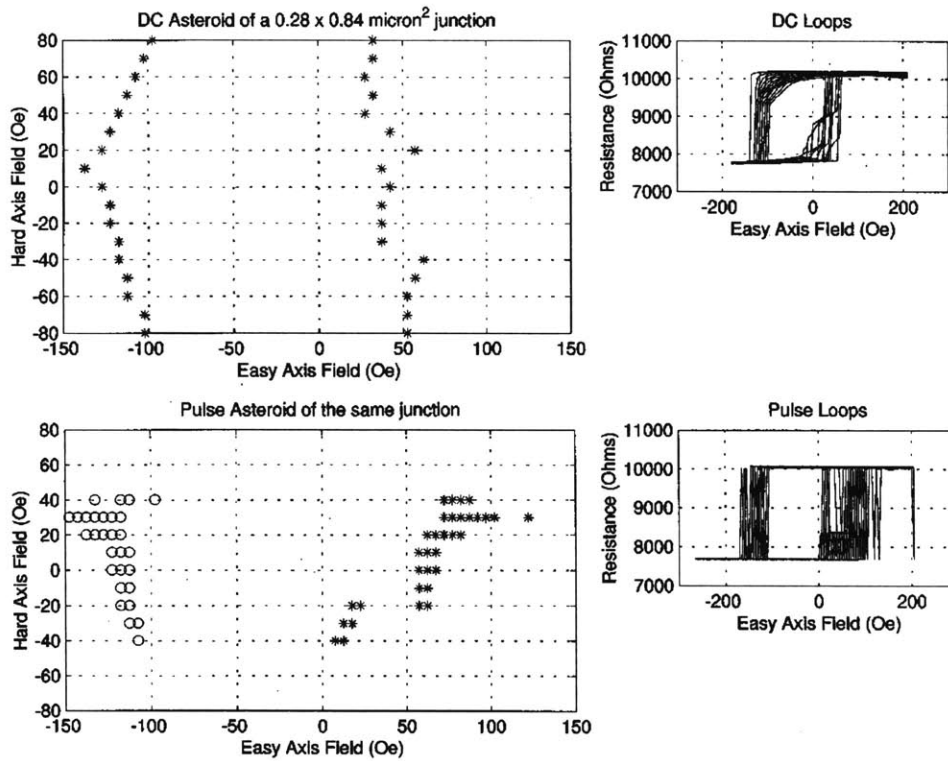 DC Asteroid of a 0.28 x 0.84 micron² junction
80
60
40
20
0
-20
-40
-60
-80
Hard Axis Field (Oe)
-150 -100 -50 0 50 100 150
Easy Axis Field (Oe)
DC Loops
11000
10000
9000
8000
7000
Resistance (Ohms)
-200 0 200
Easy Axis Field (Oe)
Pulse Asteroid of the same junction
80
60
40
20
0
-20
-40
-60
-80
Hard Axis Field (Oe)
-150 -100 -50 0 50 100 150
Easy Axis Field (Oe)
Pulse Loops
11000
10000
9000
8000
7000
Resistance (Ohms)
-200 0 200
Easy Axis Field (Oe)